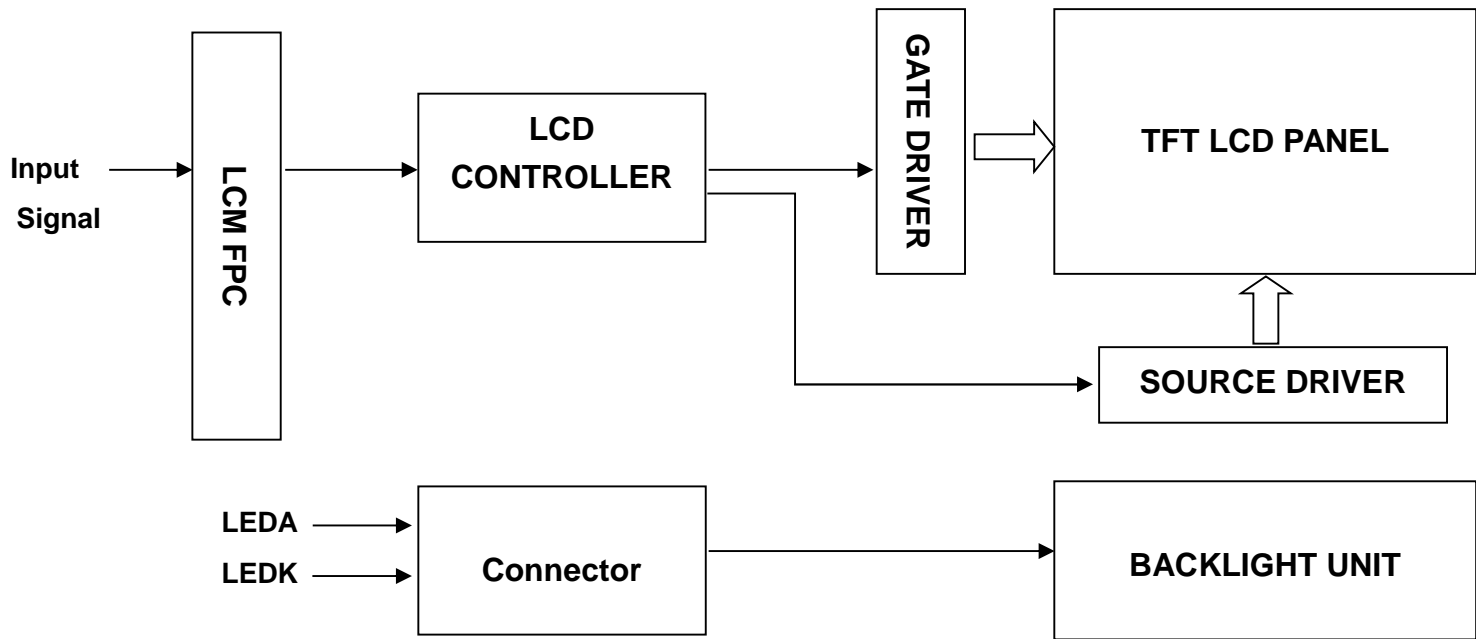 Input
Signal
LCM FPC
LCD
CONTROLLER
GATE DRIVER
TFT LCD PANEL
SOURCE DRIVER
LEDA
LEDK
Connector
BACKLIGHT UNIT